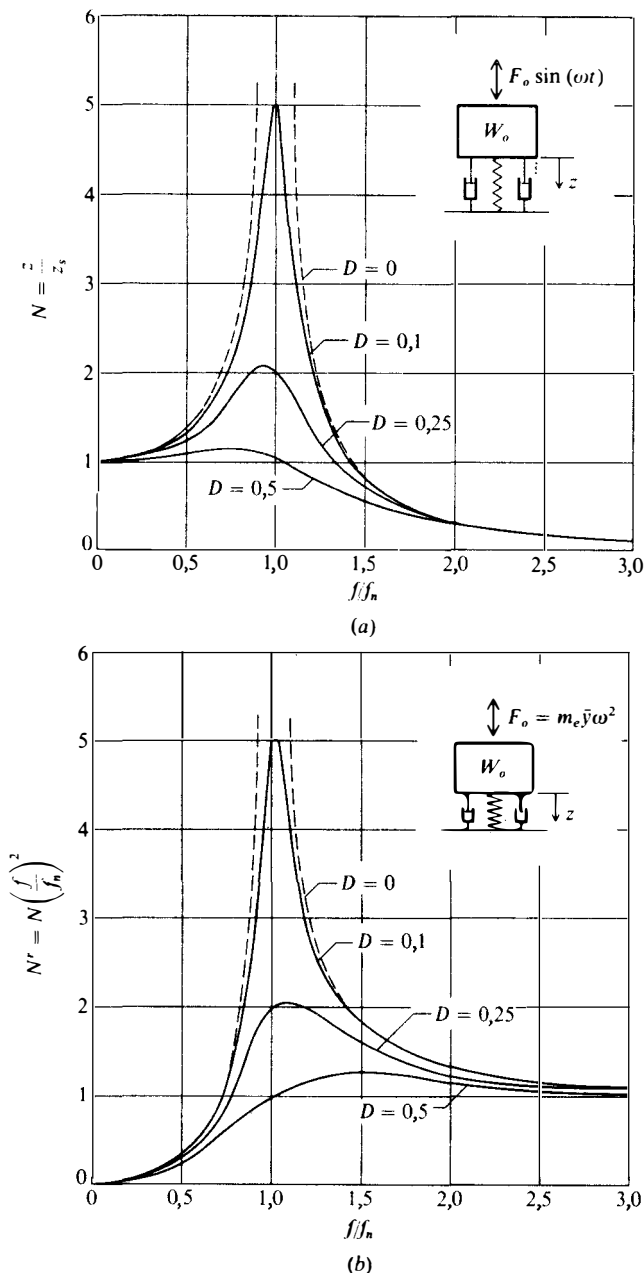 6
5
4
3
2
1
0
N = z/z_s
F_o sin (ωt)
W_o
z
D = 0
D = 0,1
D = 0,25
D = 0,5
0 0,5 1,0 1,5 2,0 2,5 3,0
f/f_n
(a)
6
5
4
3
2
1
0
N^r = N(f/f_n)^2
F_o = m_e ȳω^2
W_o
z
D = 0
D = 0,1
D = 0,25
D = 0,5
0 0,5 1,0 1,5 2,0 2,5 3,0
f/f_n
(b)